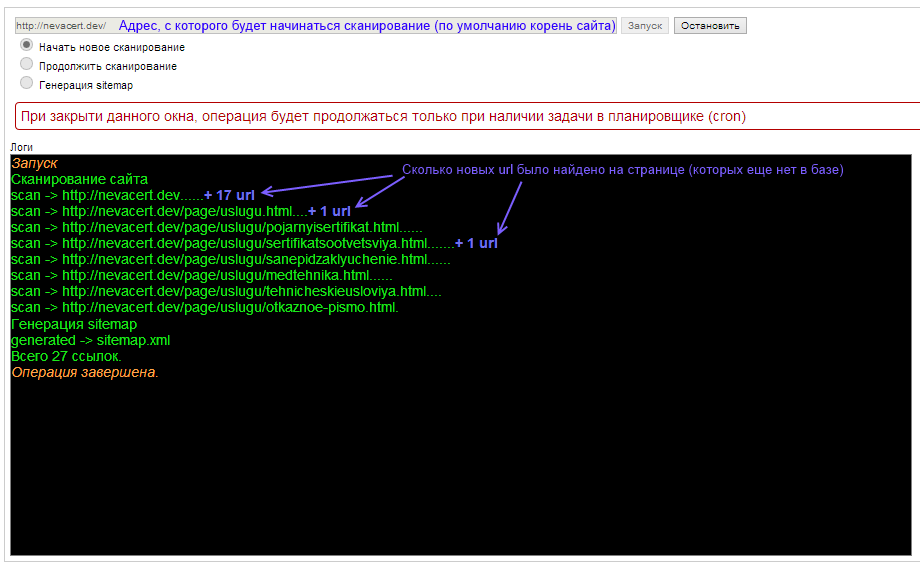 http://nevacert.dev/ Адрес, с которого будет начинаться сканирование (по умолчанию корень сайта) Запуск Остановить
Начать новое сканирование
Продолжить сканирование
Генерация sitemap
При закрыти данного окна, операция будет продолжаться только при наличии задачи в планировщике (cron)
Логи
Запуск
Сколько новых url было найдено на странице (которых еще нет в базе)
Сканирование сайта
scan -> http://nevacert.dev......+ 17 url
scan -> http://nevacert.dev/page/uslugu.html....+ 1 url
scan -> http://nevacert.dev/page/uslugu/pojarnyisertifikat.html......
scan -> http://nevacert.dev/page/uslugu/sertifikatsootvetsviya.html.......+ 1 url
scan -> http://nevacert.dev/page/uslugu/sanepidzaklyuchenie.html......
scan -> http://nevacert.dev/page/uslugu/medtehnika.html......
scan -> http://nevacert.dev/page/uslugu/tehnicheskieusloviya.html....
scan -> http://nevacert.dev/page/uslugu/otkaznoe-pismo.html.
Генерация sitemap
generated -> sitemap.xml
Всего 27 ссылок.
Операция завершена.